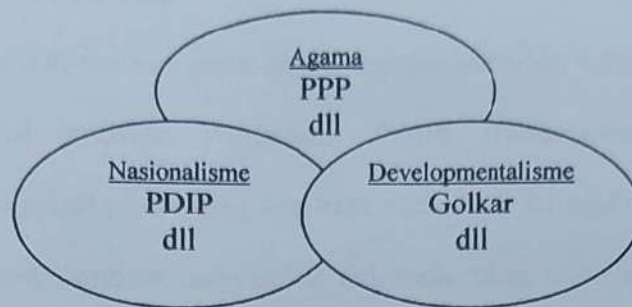 Agama
PPP
dll
Nasionalisme
PDIP
dll
Developmentalisme
Golkar
dll